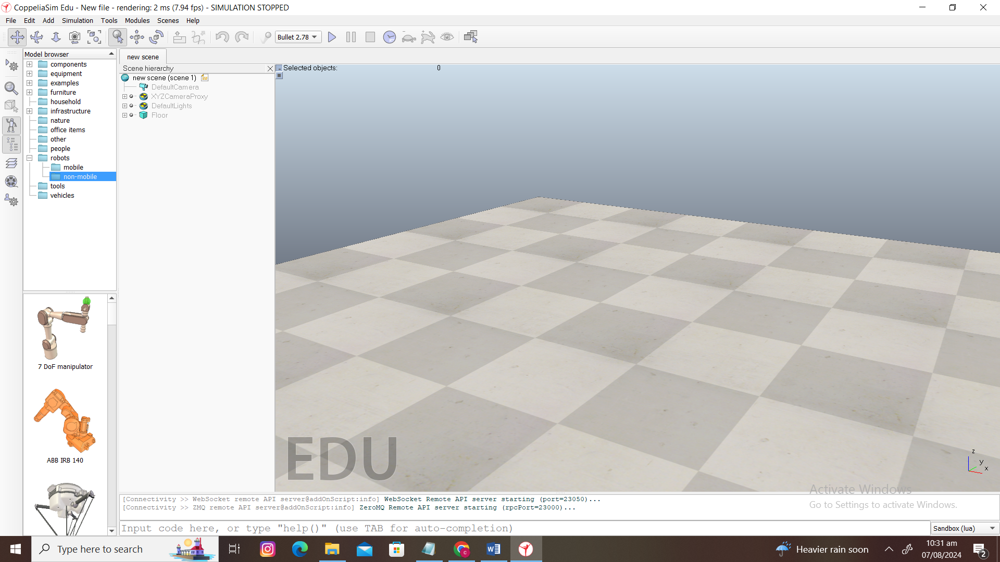 CoppeliaSim Edu - New file - rendering: 2 ms (7.94 fps) - SIMULATION STOPPED
File Edit Add Simulation Tools Modules Scenes Help
Bullet 2.78
RT
Model browser
components
equipment
examples
furniture
household
infrastructure
nature
office items
other
people
robots
mobile
non-mobile
tools
vehicles
7 DoF manipulator
ABB IRB 140
new scene
Scene hierarchy
new scene (scene 1)
DefaultCamera
XYZCameraProxy
DefaultLights
Floor
Selected objects: 0
EDU
z
y
x
Activate Windows
Go to Settings to activate Windows.
[Connectivity >> WebSocket remote API server@addOnScript:info] WebSocket Remote API server starting (port=23050)...
[Connectivity >> ZMQ remote API server@addOnScript:info] ZeroMQ Remote API server starting (rpcPort=23000)...
Input code here, or type "help()" (use TAB for auto-completion)
Sandbox (lua)
Type here to search
Heavier rain soon
10:31 am
07/08/2024
2